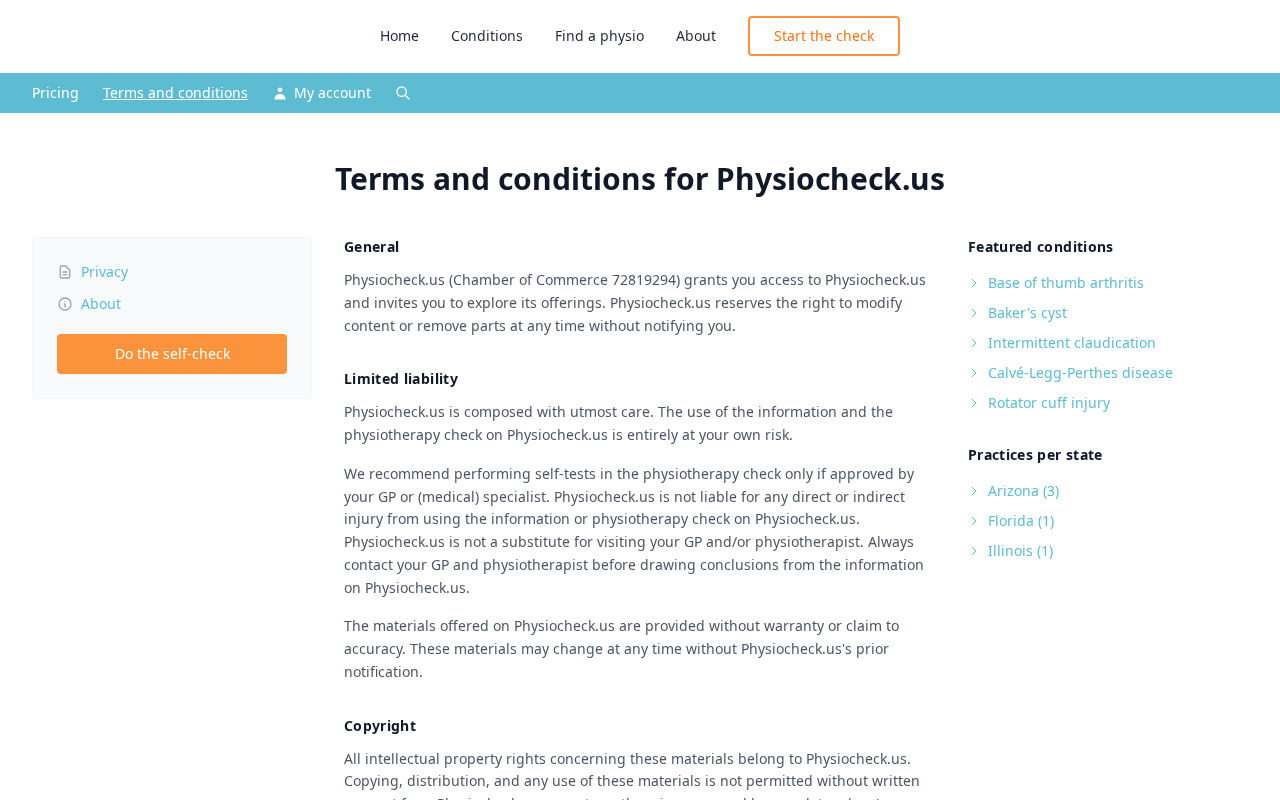 Home
Conditions
Find a physio
About
Start the check
Pricing
Terms and conditions
My account
Terms and conditions for Physiocheck.us
Privacy
About
Do the self-check
General
Physiocheck.us (Chamber of Commerce 72819294) grants you access to Physiocheck.us
and invites you to explore its offerings. Physiocheck.us reserves the right to modify
content or remove parts at any time without notifying you.
Limited liability
Physiocheck.us is composed with utmost care. The use of the information and the
physiotherapy check on Physiocheck.us is entirely at your own risk.
We recommend performing self-tests in the physiotherapy check only if approved by
your GP or (medical) specialist. Physiocheck.us is not liable for any direct or indirect
injury from using the information or physiotherapy check on Physiocheck.us.
Physiocheck.us is not a substitute for visiting your GP and/or physiotherapist. Always
contact your GP and physiotherapist before drawing conclusions from the information
on Physiocheck.us.
The materials offered on Physiocheck.us are provided without warranty or claim to
accuracy. These materials may change at any time without Physiocheck.us's prior
notification.
Copyright
All intellectual property rights concerning these materials belong to Physiocheck.us.
Copying, distribution, and any use of these materials is not permitted without written
Featured conditions
Base of thumb arthritis
Baker's cyst
Intermittent claudication
Calvé-Legg-Perthes disease
Rotator cuff injury
Practices per state
Arizona (3)
Florida (1)
Illinois (1)